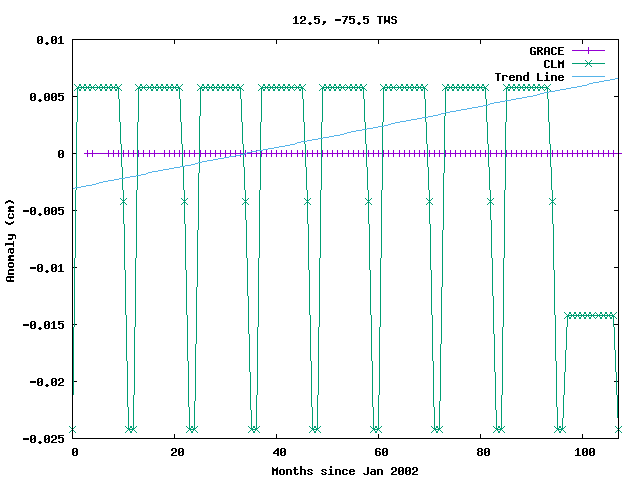 12.5, -75.5 TWS
0.01
0.005
0
-0.005
-0.01
-0.015
-0.02
-0.025
Anomaly (cm)
GRACE
CLM
Trend Line
0 20 40 60 80 100
Months since Jan 2002